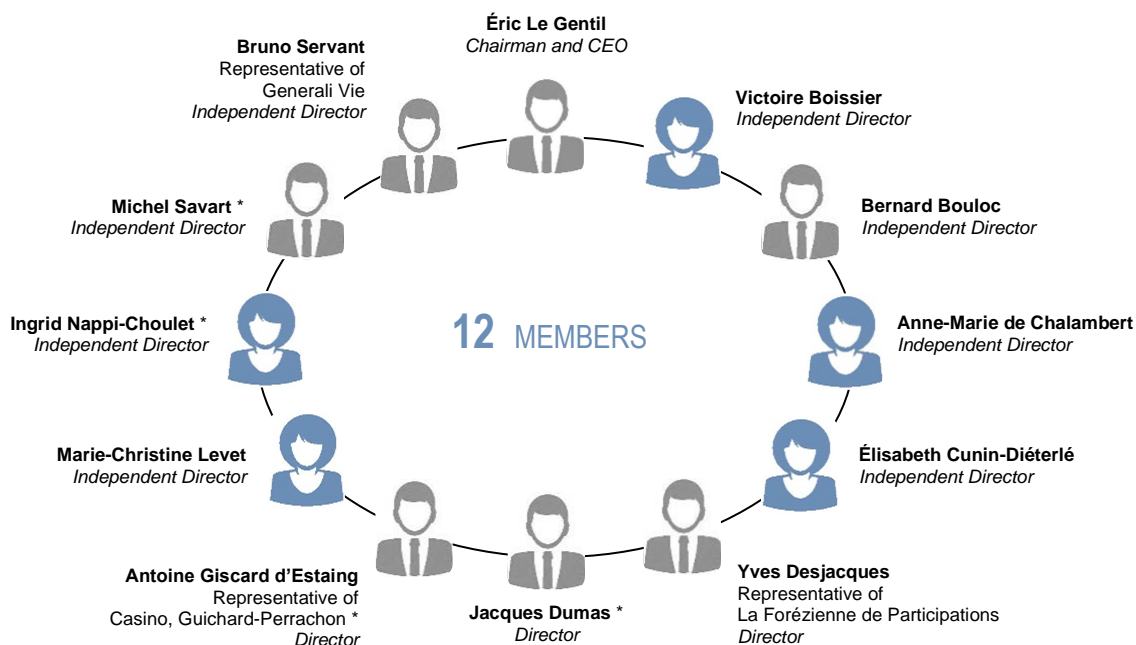 Éric Le Gentil
Chairman and CEO
Bruno Servant
Representative of
Generali Vie
Independent Director
Victoire Boissier
Independent Director
Michel Savart *
Independent Director
Bernard Bouloc
Independent Director
Ingrid Nappi-Choulet *
Independent Director
12 MEMBERS
Anne-Marie de Chalambert
Independent Director
Marie-Christine Levet
Independent Director
Élisabeth Cunin-Diéterlé
Independent Director
Antoine Giscard d’Estaing
Representative of
Casino, Guichard-Perrachon *
Director
Jacques Dumas *
Director
Yves Desjacques
Representative of
La Forézienne de Participations
Director